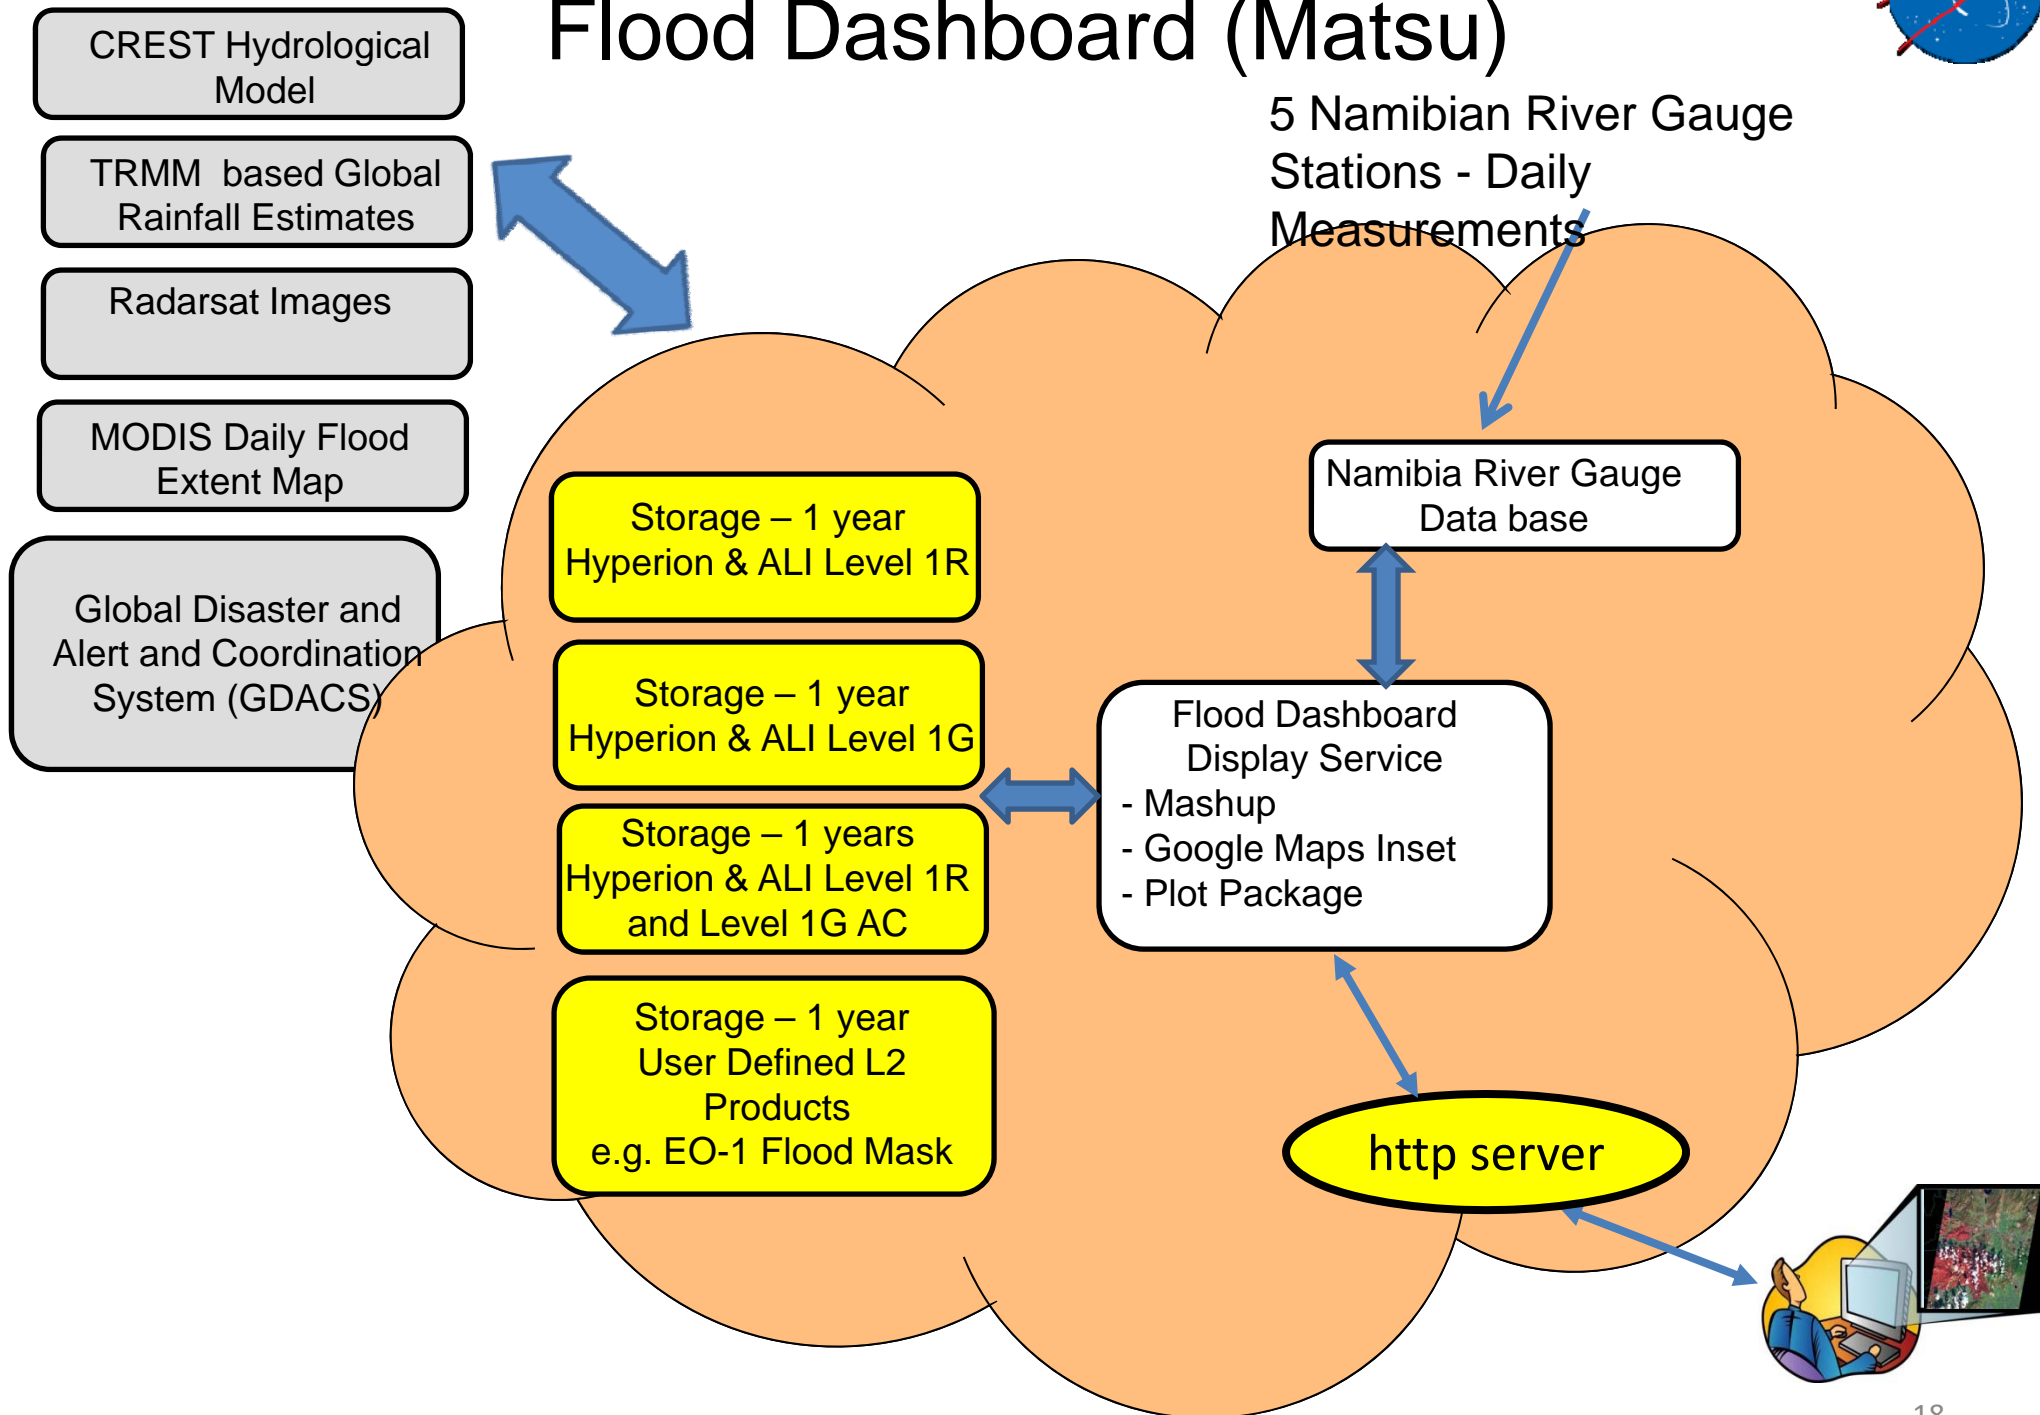 Flood Dashboard (Matsu)
CREST Hydrological
Model
TRMM based Global
Rainfall Estimates
Radarsat Images
MODIS Daily Flood
Extent Map
Global Disaster and
Alert and Coordination
System (GDACS)
5 Namibian River Gauge
Stations - Daily
Measurements
Storage – 1 year
Hyperion & ALI Level 1R
Storage – 1 year
Hyperion & ALI Level 1G
Storage – 1 years
Hyperion & ALI Level 1R
and Level 1G AC
Storage – 1 year
User Defined L2
Products
e.g. EO-1 Flood Mask
Namibia River Gauge
Data base
Flood Dashboard
Display Service
- Mashup
- Google Maps Inset
- Plot Package
http server
18